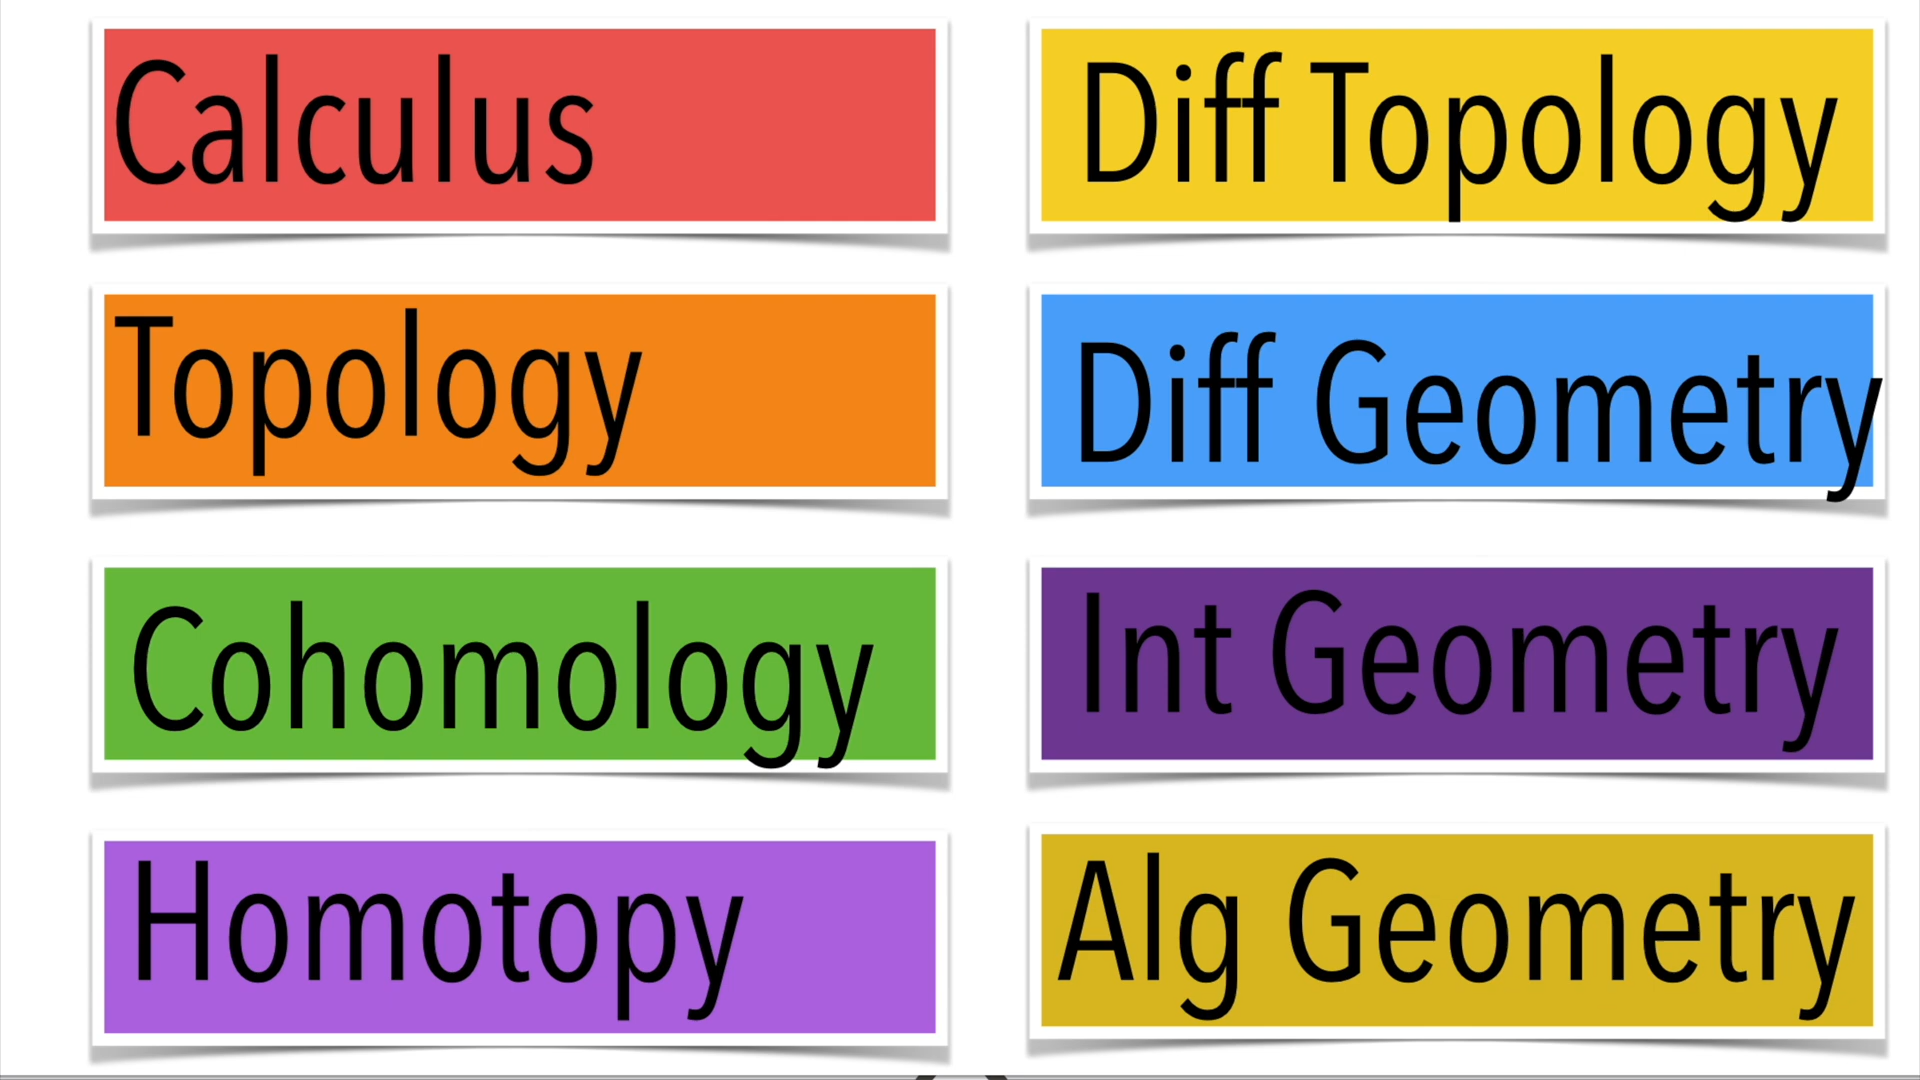 Calculus
Topology
Cohomology
Homotopy
Diff Topology
Diff Geometry
Int Geometry
Alg Geometry